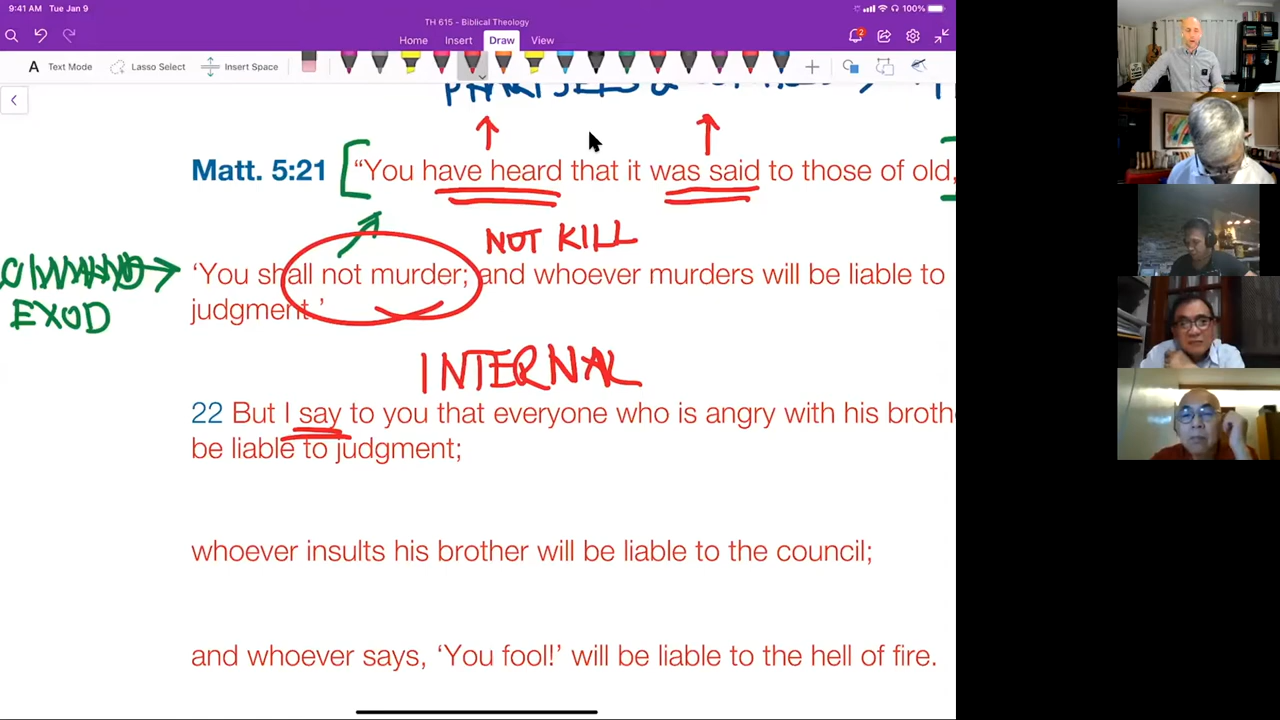 9:41 AM Tue Jan 9
100%
TH 615 - Biblical Theology
Home Insert Draw View
2
A Text Mode Lasso Select Insert Space
PHARISEES &
Matt. 5:21 “You have heard that it was said to those of old,
NOT KILL
‘You shall not murder; and whoever murders will be liable to
judgment.’
EXOD
INTERNAL
22 But I say to you that everyone who is angry with his broth
be liable to judgment;
whoever insults his brother will be liable to the council;
and whoever says, ‘You fool!’ will be liable to the hell of fire.